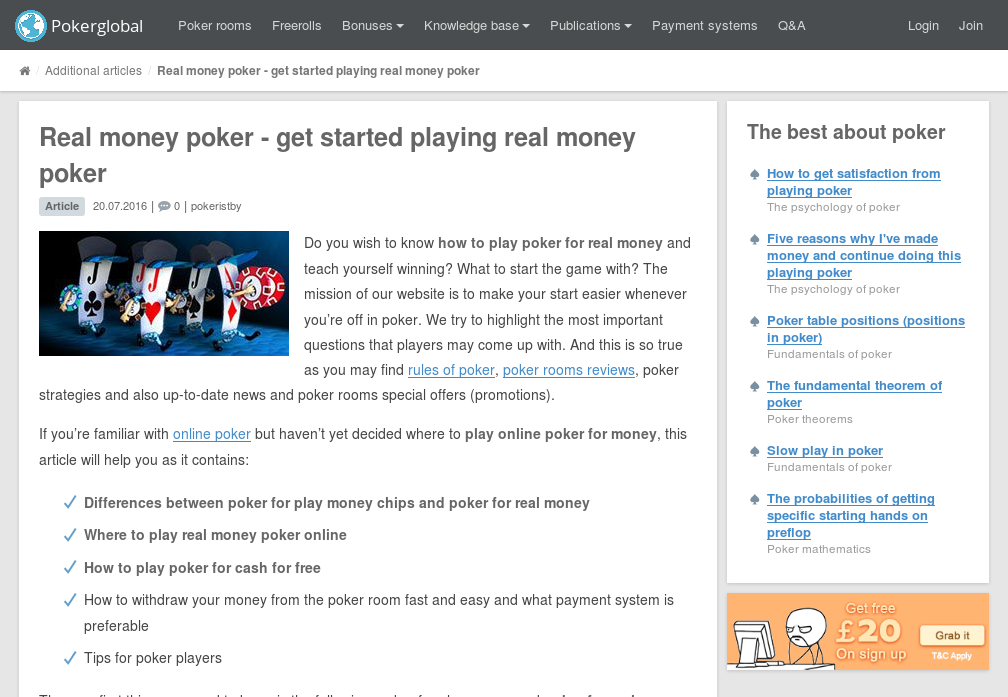 Pokerglobal Poker rooms Freerolls Bonuses Knowledge base Publications Payment systems Q&A Login Join
/ Additional articles / Real money poker - get started playing real money poker
Real money poker - get started playing real money
poker
Article 20.07.2016 | 0 | pokeristby
Do you wish to know how to play poker for real money and
teach yourself winning? What to start the game with? The
mission of our website is to make your start easier whenever
you're off in poker. We try to highlight the most important
questions that players may come up with. And this is so true
as you may find rules of poker, poker rooms reviews, poker
strategies and also up-to-date news and poker rooms special offers (promotions).
If you're familiar with online poker but haven't yet decided where to play online poker for money, this
article will help you as it contains:
Differences between poker for play money chips and poker for real money
Where to play real money poker online
How to play poker for cash for free
How to withdraw your money from the poker room fast and easy and what payment system is
preferable
Tips for poker players
The best about poker
How to get satisfaction from
playing poker
The psychology of poker
Five reasons why I've made
money and continue doing this
playing poker
The psychology of poker
Poker table positions (positions
in poker)
Fundamentals of poker
The fundamental theorem of
poker
Poker theorems
Slow play in poker
Fundamentals of poker
The probabilities of getting
specific starting hands on
preflop
Poker mathematics
Get free
£20
On sign up
Grab it
T&C Apply